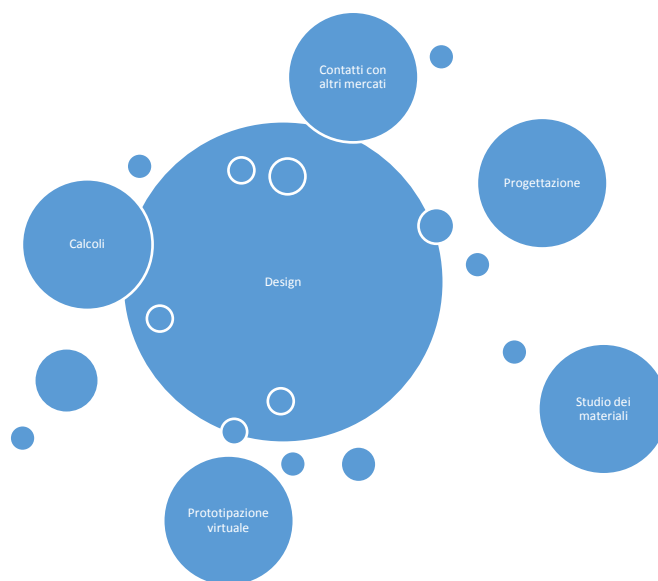 Contatti con
altri mercati
Progettazione
Calcoli
Design
Studio dei
materiali
Prototipazione
virtuale